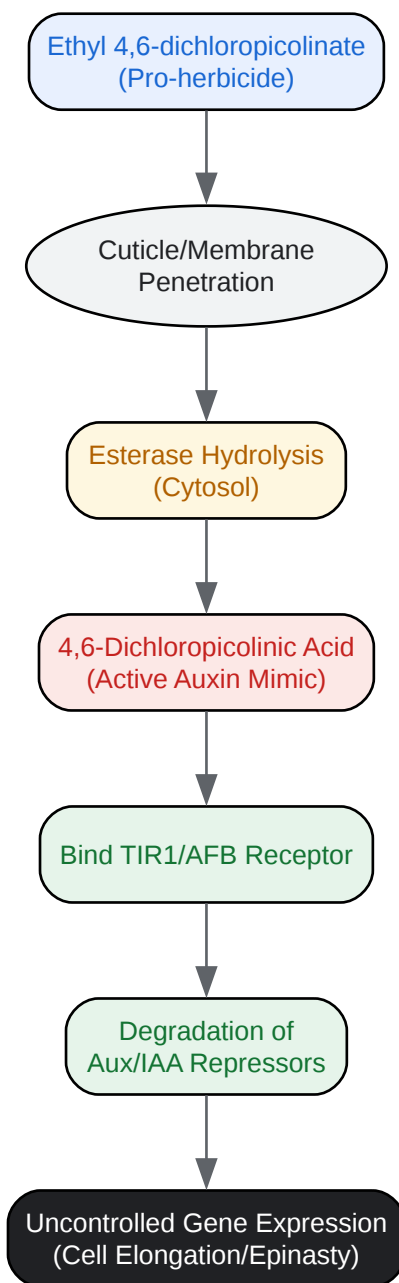 Ethyl 4,6-dichloropicolinate
(Pro-herbicide)
Cuticle/Membrane
Penetration
Esterase Hydrolysis
(Cytosol)
4,6-Dichloropicolinic Acid
(Active Auxin Mimic)
Bind TIR1/AFB Receptor
Degradation of
Aux/IAA Repressors
Uncontrolled Gene Expression
(Cell Elongation/Epinasty)